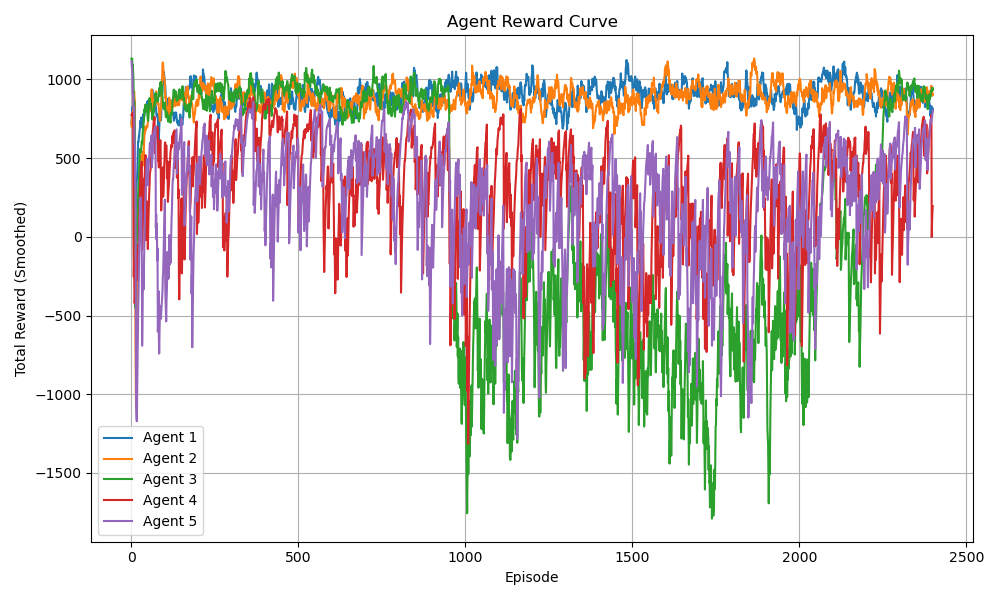 Agent Reward Curve
Total Reward (Smoothed)
1000
500
0
−500
−1000
−1500
Agent 1
Agent 2
Agent 3
Agent 4
Agent 5
0 500 1000 1500 2000 2500
Episode